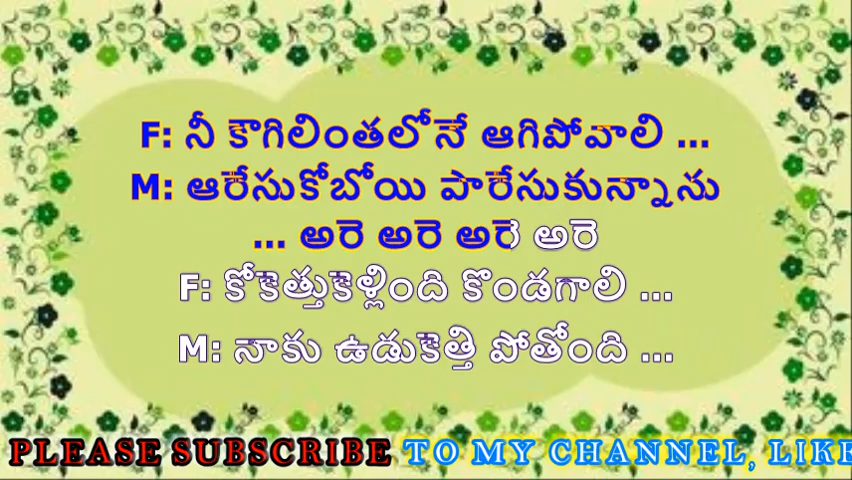 F: నీ కౌగిలింతలోనే ఆగిపోవాలి ...
M: ఆరేసుకోబోయి పారేసుకున్నాను
... అరె అరె అరె అరె
F: కోకెత్తుకెళ్లింది కొండగాలి ...
M: నాకు ఉడుకెత్తి పోతోంది ...
PLEASE SUBSCRIBE TO MY CHANNEL, LIKE